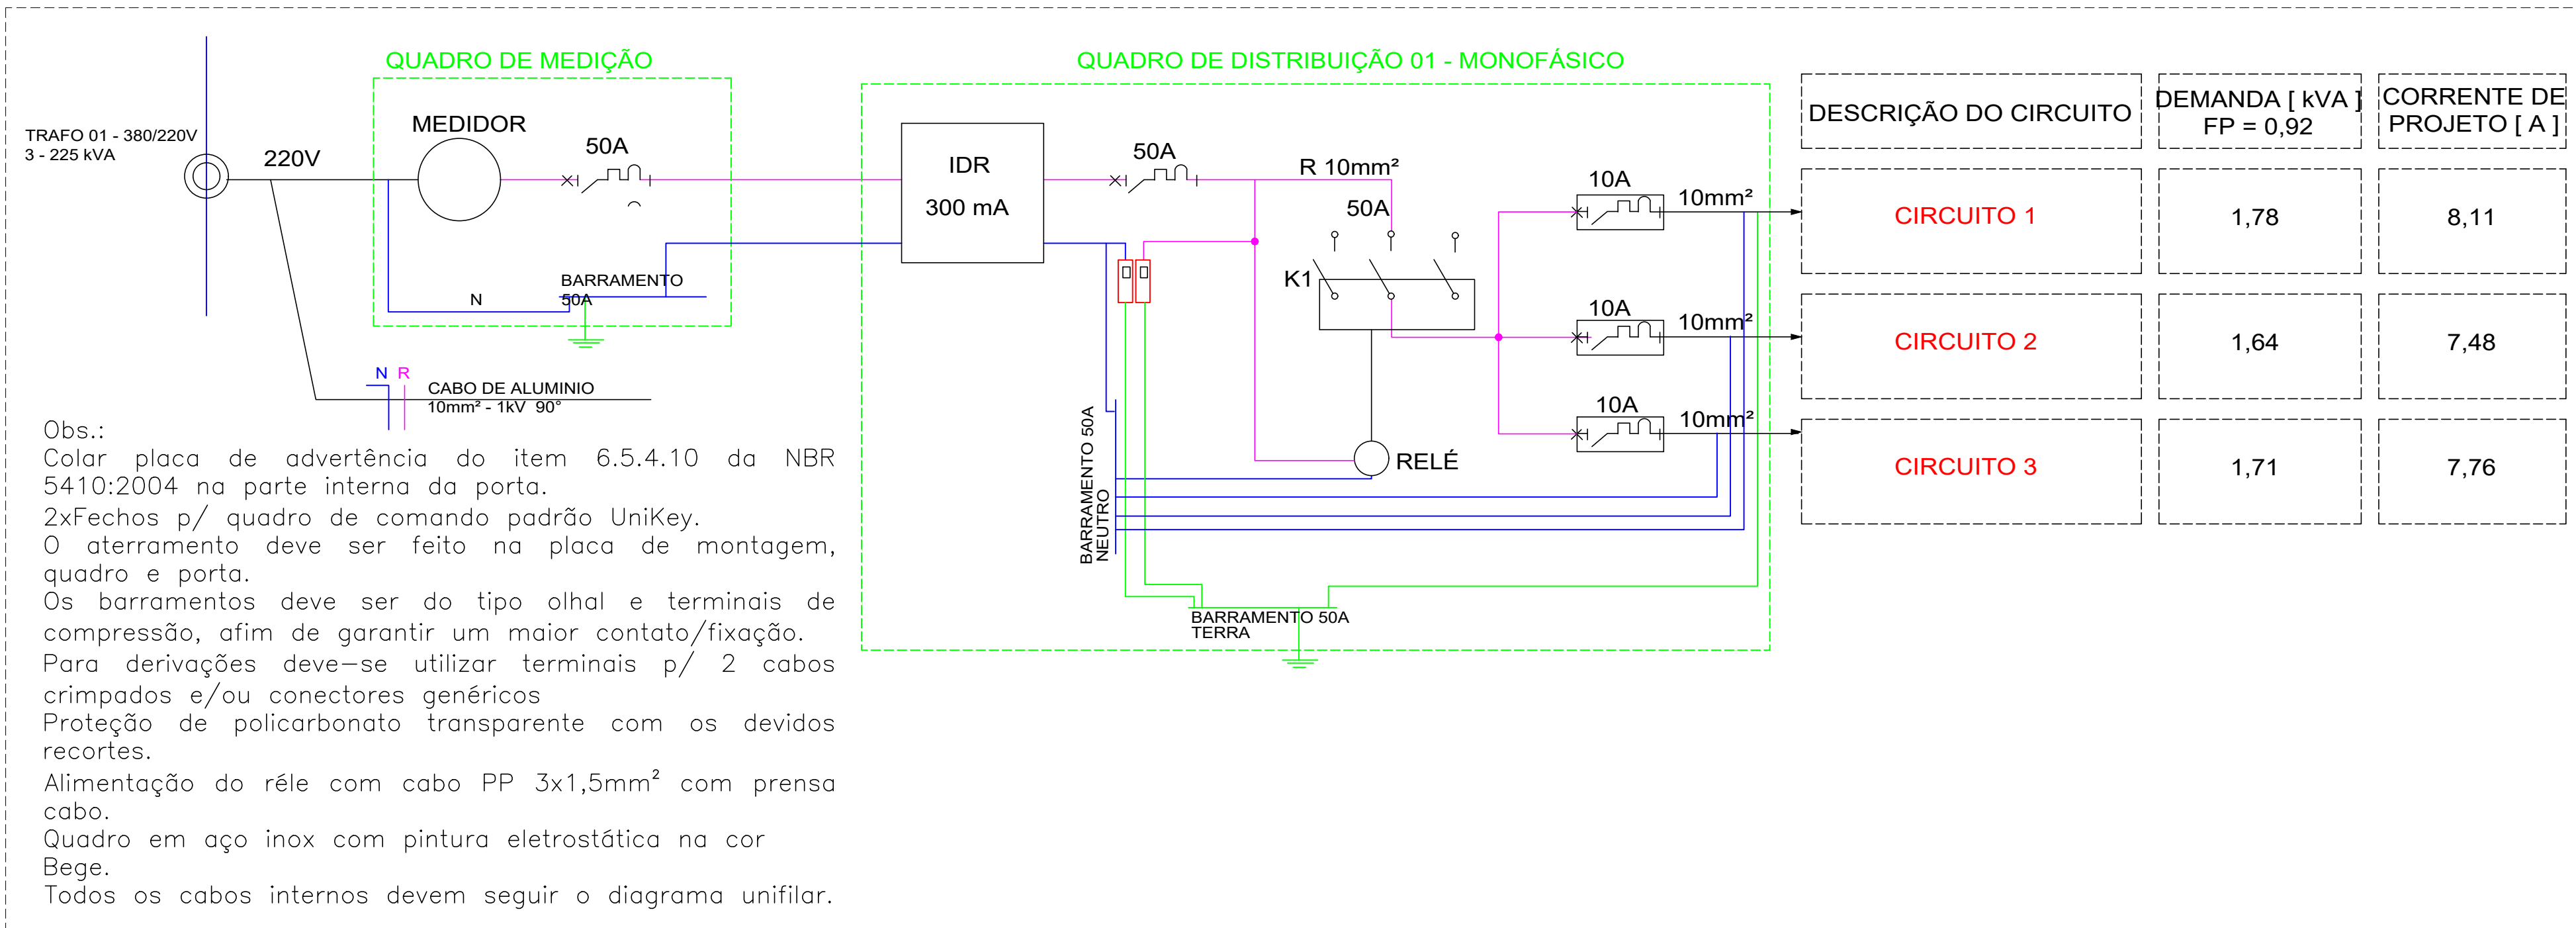 QUADRO DE MEDIÇÃO
QUADRO DE DISTRIBUIÇÃO 01 - MONOFÁSICO
TRAFO 01 - 380/220V
3 - 225 kVA
220V
MEDIDOR
50A
N
BARRAMENTO
50A
N R
CABO DE ALUMINIO
10mm² - 1kV 90°
IDR
300 mA
50A
R 10mm²
50A
K1
RELÉ
10A
10mm²
10A
10mm²
10A
10mm²
BARRAMENTO 50A
NEUTRO
BARRAMENTO 50A
TERRA
DESCRIÇÃO DO CIRCUITO
DEMANDA [ kVA ]
FP = 0,92
CORRENTE DE
PROJETO [ A ]
CIRCUITO 1
1,78
8,11
CIRCUITO 2
1,64
7,48
CIRCUITO 3
1,71
7,76
Obs.:
Colar placa de advertência do item 6.5.4.10 da NBR
5410:2004 na parte interna da porta.
2xFechos p/ quadro de comando padrão UniKey.
O aterramento deve ser feito na placa de montagem,
quadro e porta.
Os barramentos deve ser do tipo olhal e terminais de
compressão, afim de garantir um maior contato/fixação.
Para derivações deve-se utilizar terminais p/ 2 cabos
crimpados e/ou conectores genéricos
Proteção de policarbonato transparente com os devidos
recortes.
Alimentação do réle com cabo PP 3x1,5mm² com prensa
cabo.
Quadro em aço inox com pintura eletrostática na cor
Bege.
Todos os cabos internos devem seguir o diagrama unifilar.